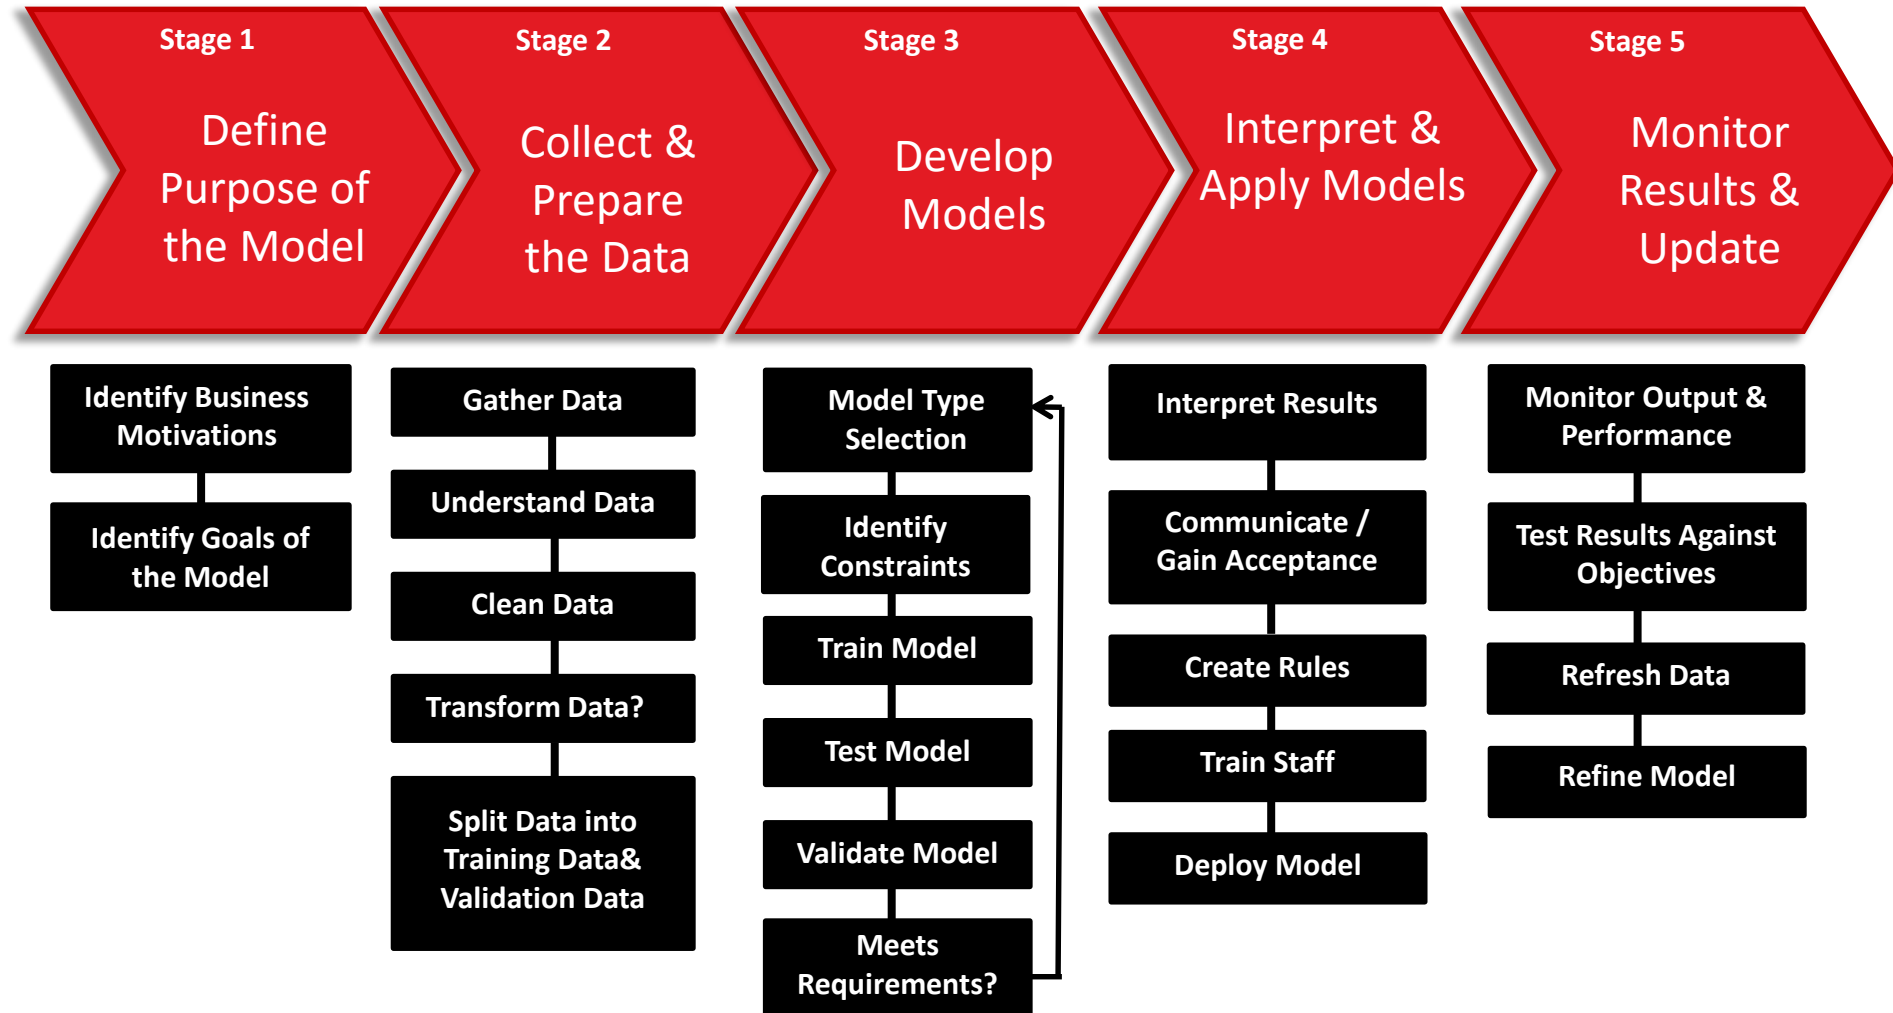 Stage 1
Define
Purpose of
the Model
Stage 2
Collect &
Prepare
the Data
Stage 3
Develop
Models
Stage 4
Interpret &
Apply Models
Stage 5
Monitor
Results &
Update
Identify Business
Motivations
Identify Goals of
the Model
Gather Data
Understand Data
Clean Data
Transform Data?
Split Data into
Training Data&
Validation Data
Model Type
Selection
Identify
Constraints
Train Model
Test Model
Validate Model
Meets
Requirements?
Interpret Results
Communicate /
Gain Acceptance
Create Rules
Train Staff
Deploy Model
Monitor Output &
Performance
Test Results Against
Objectives
Refresh Data
Refine Model